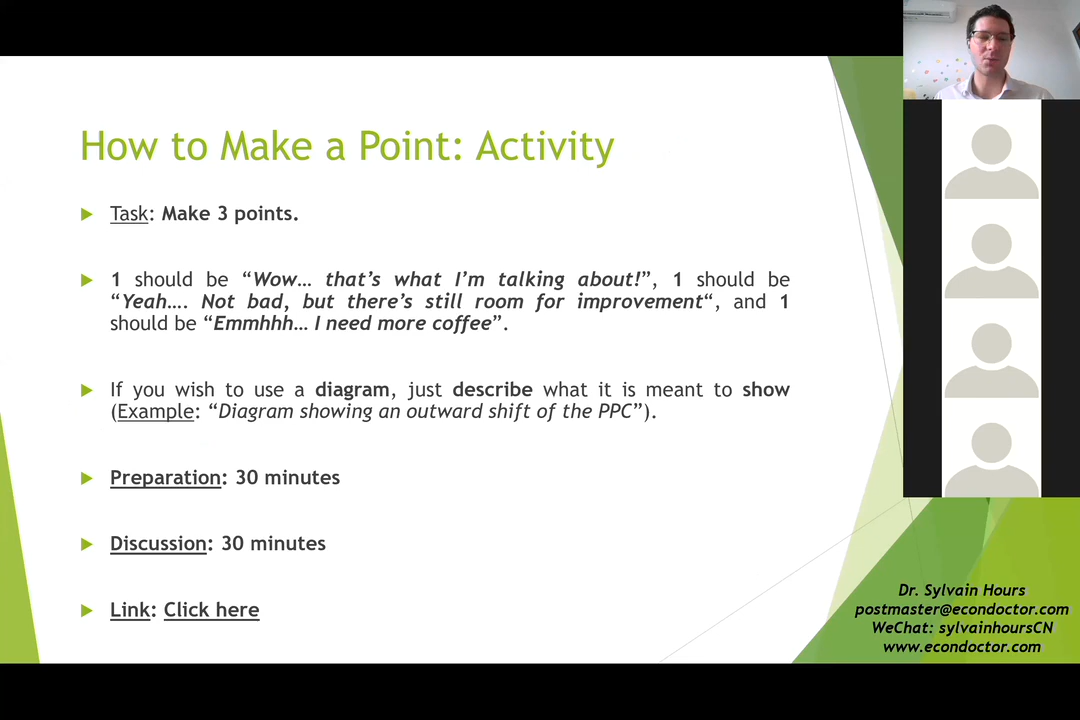 How to Make a Point: Activity
Task: Make 3 points.
1 should be “Wow… that’s what I’m talking about!”, 1 should be
“Yeah…. Not bad, but there’s still room for improvement“, and 1
should be “Emmhhh… I need more coffee”.
If you wish to use a diagram, just describe what it is meant to show
(Example: “Diagram showing an outward shift of the PPC”).
Preparation: 30 minutes
Discussion: 30 minutes
Link: Click here
Dr. Sylvain Hours
postmaster@econdoctor.com
WeChat: sylvainhoursCN
www.econdoctor.com